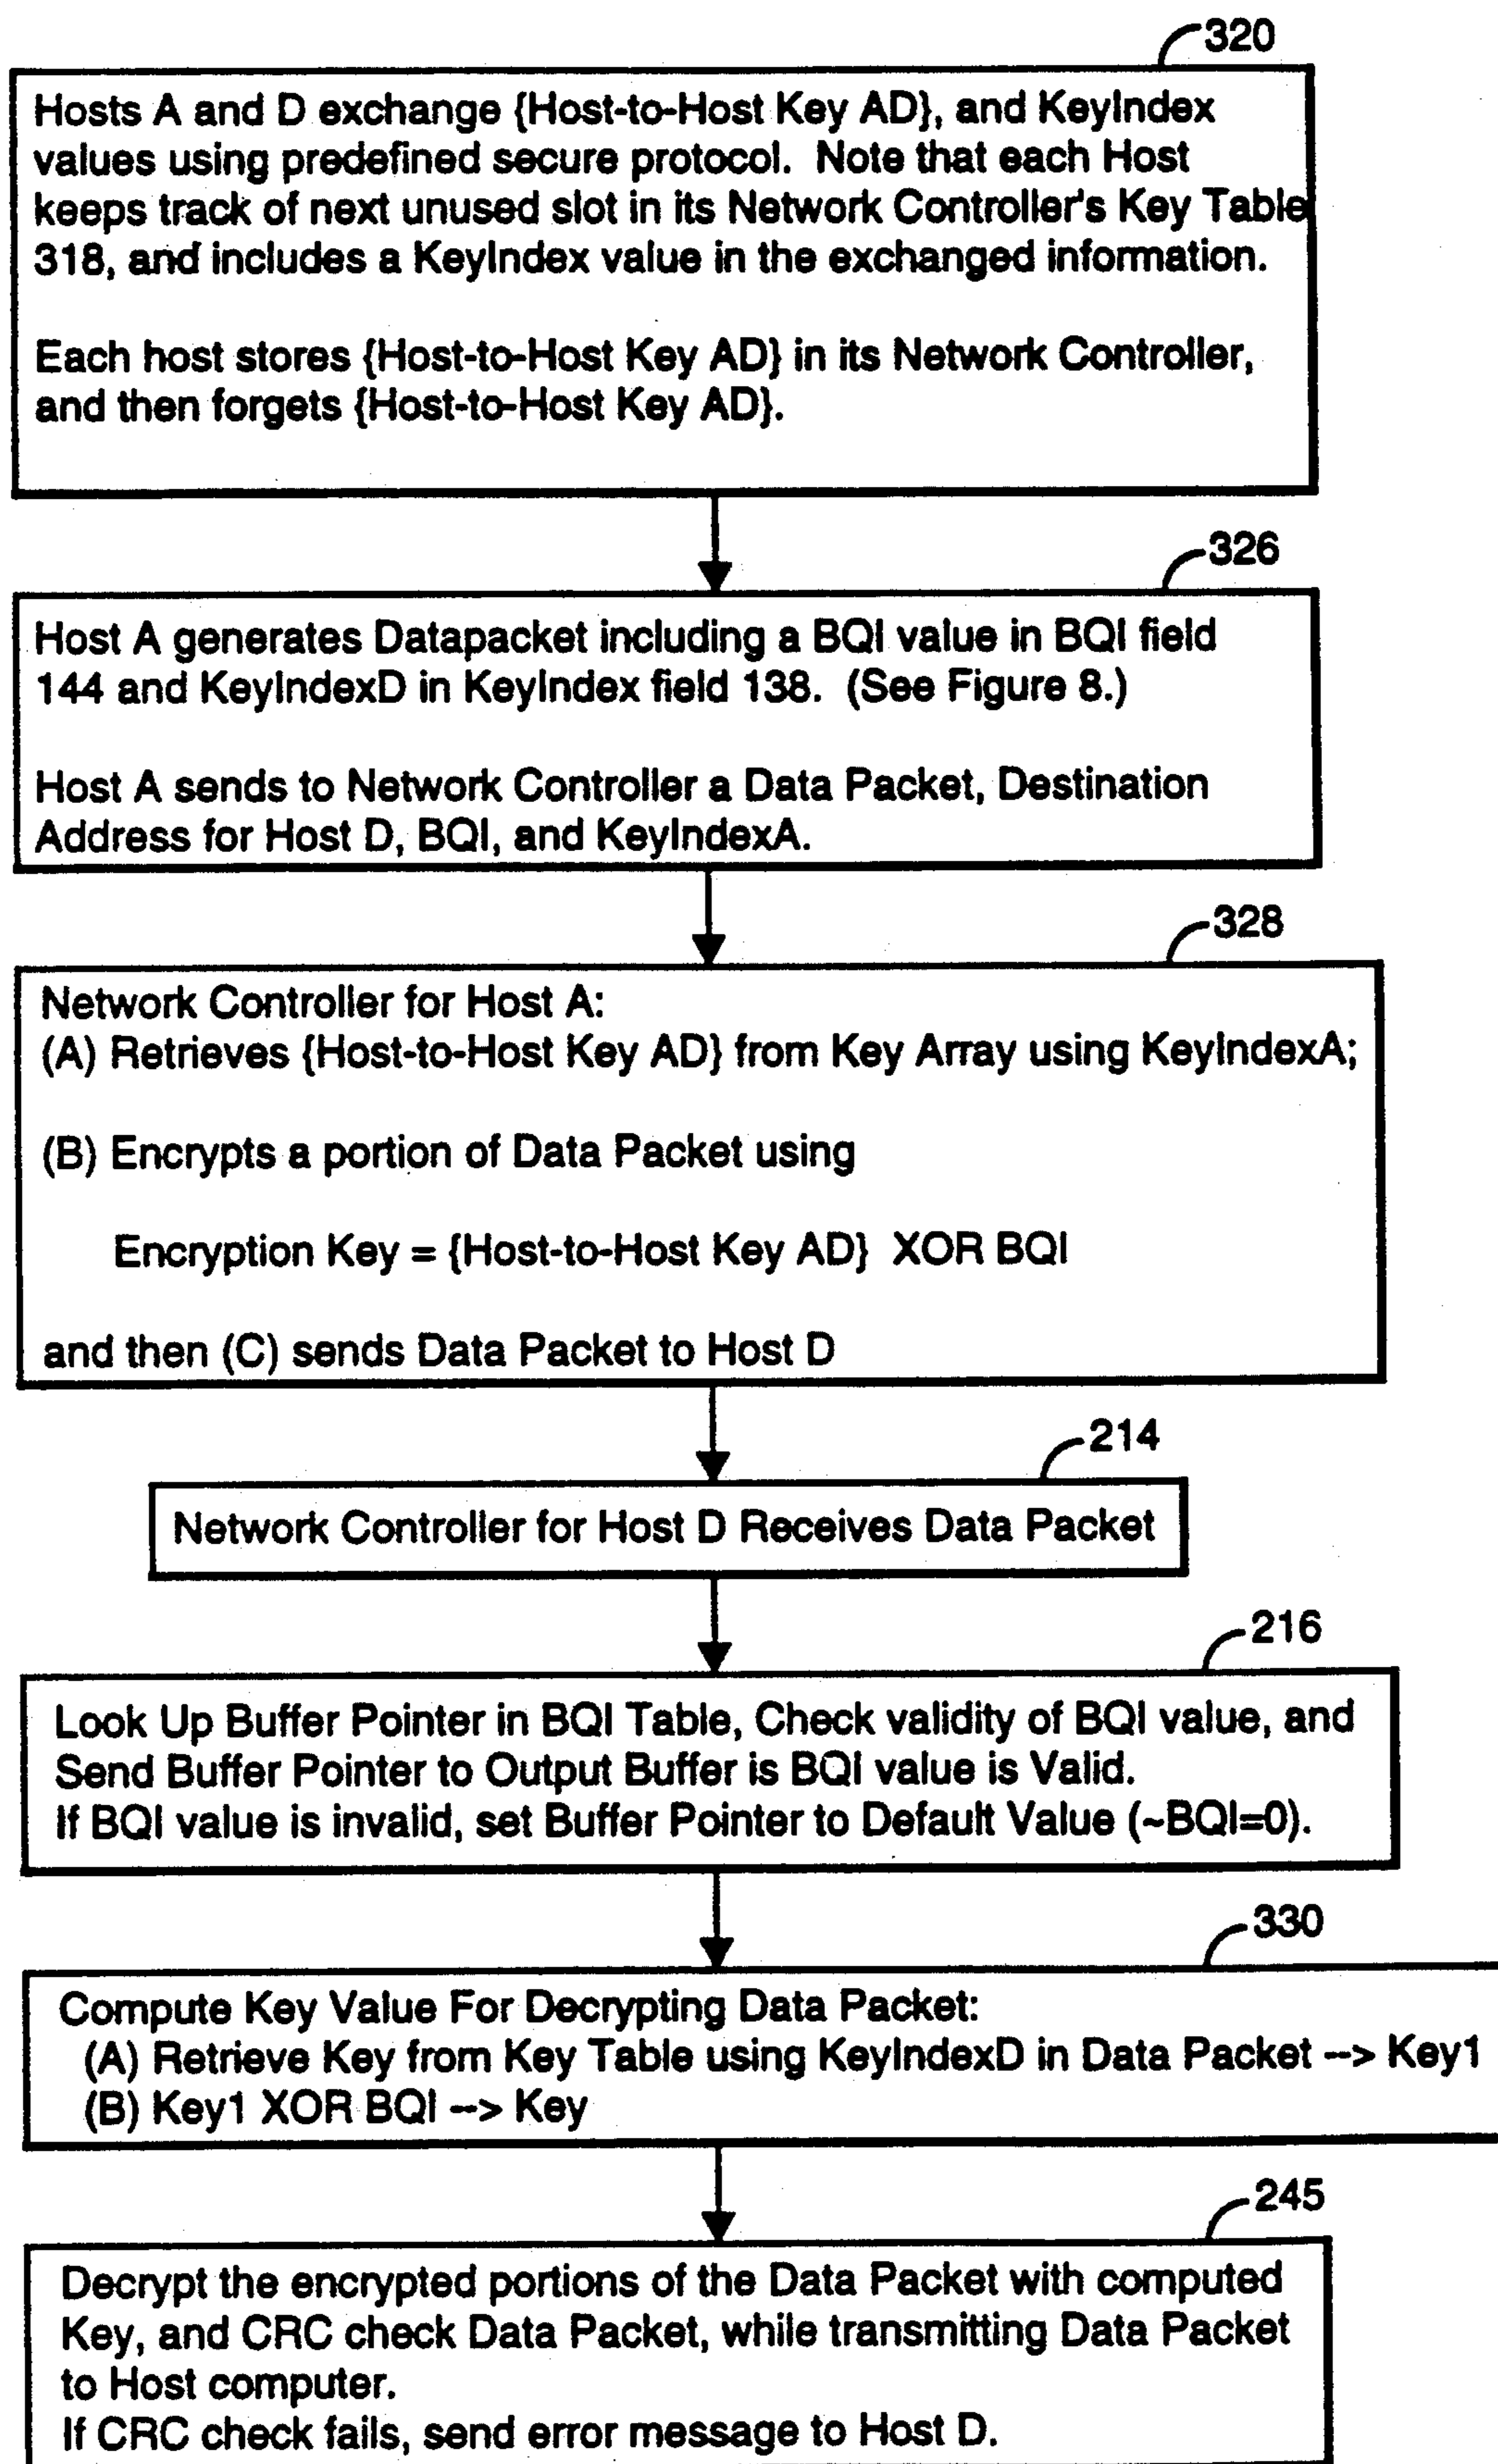 320
Hosts A and D exchange {Host-to-Host Key AD}, and KeyIndex
values using predefined secure protocol. Note that each Host
keeps track of next unused slot in its Network Controller's Key Table
318, and includes a KeyIndex value in the exchanged information.
Each host stores {Host-to-Host Key AD} in its Network Controller,
and then forgets {Host-to-Host Key AD}.
326
Host A generates Datapacket including a BQI value in BQI field
144 and KeyIndexD in KeyIndex field 138. (See Figure 8.)
Host A sends to Network Controller a Data Packet, Destination
Address for Host D, BQI, and KeyIndexA.
328
Network Controller for Host A:
(A) Retrieves {Host-to-Host Key AD} from Key Array using KeyIndexA;
(B) Encrypts a portion of Data Packet using
Encryption Key = {Host-to-Host Key AD} XOR BQI
and then (C) sends Data Packet to Host D
214
Network Controller for Host D Receives Data Packet
216
Look Up Buffer Pointer in BQI Table, Check validity of BQI value, and
Send Buffer Pointer to Output Buffer is BQI value is Valid.
If BQI value is invalid, set Buffer Pointer to Default Value (~BQI=0).
330
Compute Key Value For Decrypting Data Packet:
(A) Retrieve Key from Key Table using KeyIndexD in Data Packet --> Key1
(B) Key1 XOR BQI --> Key
245
Decrypt the encrypted portions of the Data Packet with computed
Key, and CRC check Data Packet, while transmitting Data Packet
to Host computer.
If CRC check fails, send error message to Host D.